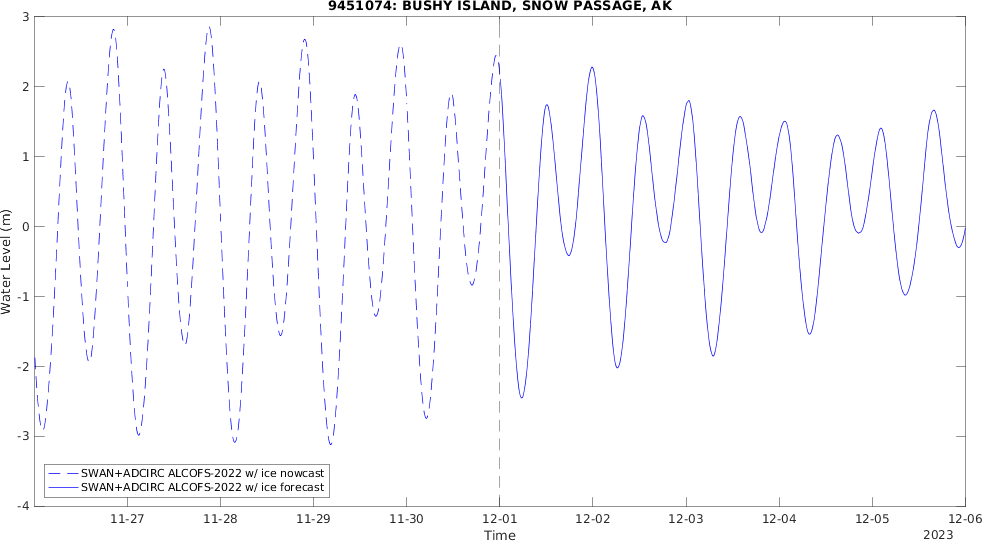 9451074: BUSHY ISLAND, SNOW PASSAGE, AK
3
2
1
0
-1
-2
-3
-4
Water Level (m)
SWAN+ADCIRC ALCOFS-2022 w/ ice nowcast
SWAN+ADCIRC ALCOFS-2022 w/ ice forecast
11-27 11-28 11-29 11-30 12-01 12-02 12-03 12-04 12-05 12-06
Time
2023